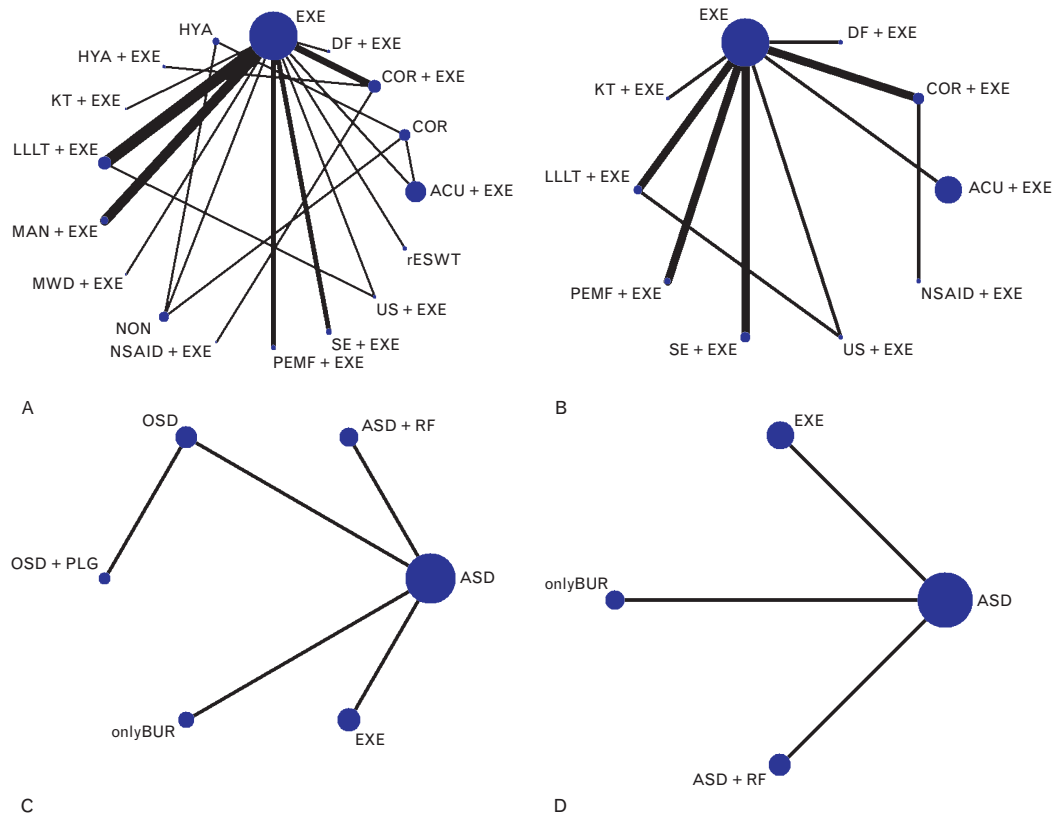 EXE
HYA
DF + EXE
HYA + EXE
COR + EXE
KT + EXE
COR
LLLT + EXE
ACU + EXE
MAN + EXE
rESWT
MWD + EXE
US + EXE
NON
SE + EXE
NSAID + EXE
PEMF + EXE
A
EXE
DF + EXE
KT + EXE
COR + EXE
LLLT + EXE
ACU + EXE
PEMF + EXE
NSAID + EXE
SE + EXE
US + EXE
B
OSD
ASD + RF
OSD + PLG
ASD
onlyBUR
EXE
C
EXE
onlyBUR
ASD
ASD + RF
D